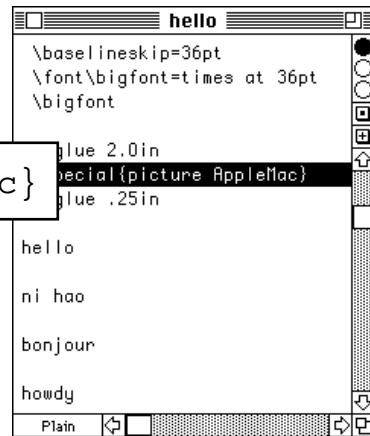 hello
\baselineskip=36pt
\font\bigfont=times at 36pt
\bigfont
glue 2.0in
pecial{picture AppleMac}
c}
glue .25in
hello
ni hao
bonjour
howdy
Plain